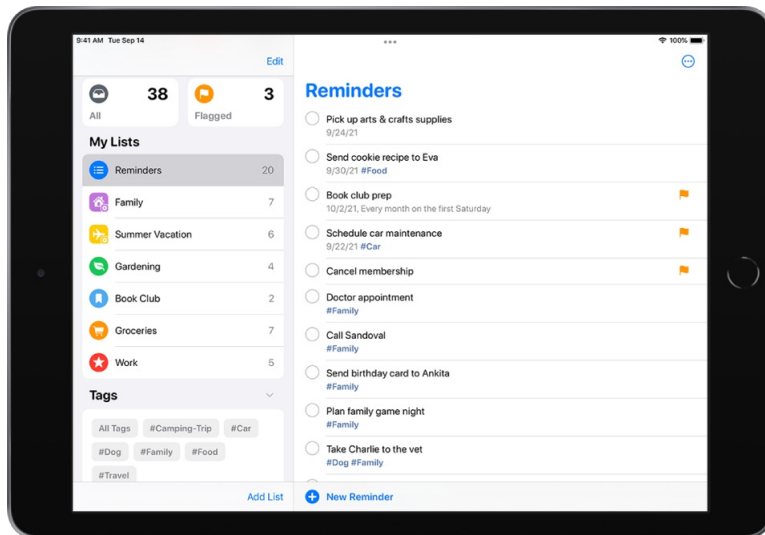 9:41 AM Tue Sep 14
100%
Edit
38
All
3
Flagged
My Lists
Reminders 20
Family 7
Summer Vacation 6
Gardening 4
Book Club 2
Groceries 7
Work 5
Tags
All Tags #Camping-Trip #Car
#Dog #Family #Food
#Travel
Add List
Reminders
Pick up arts & crafts supplies
9/24/21
Send cookie recipe to Eva
9/30/21 #Food
Book club prep
10/2/21, Every month on the first Saturday
Schedule car maintenance
9/22/21 #Car
Cancel membership
Doctor appointment
#Family
Call Sandoval
#Family
Send birthday card to Ankita
#Family
Plan family game night
#Family
Take Charlie to the vet
#Dog #Family
New Reminder